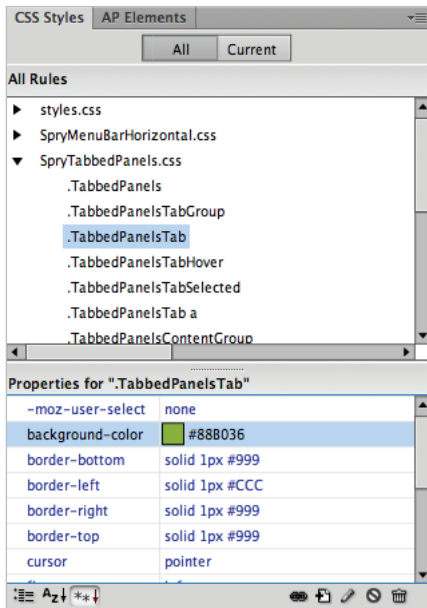 CSS Styles AP Elements
All Current
All Rules
styles.css
SpryMenuBarHorizontal.css
SpryTabbedPanels.css
.TabbedPanels
.TabbedPanelsTabGroup
.TabbedPanelsTab
.TabbedPanelsTabHover
.TabbedPanelsTabSelected
.TabbedPanelsTab a
.TabbedPanelsContentGroup
Properties for ".TabbedPanelsTab"
-moz-user-select none
background-color #88B036
border-bottom solid 1px #999
border-left solid 1px #CCC
border-right solid 1px #999
border-top solid 1px #999
cursor pointer